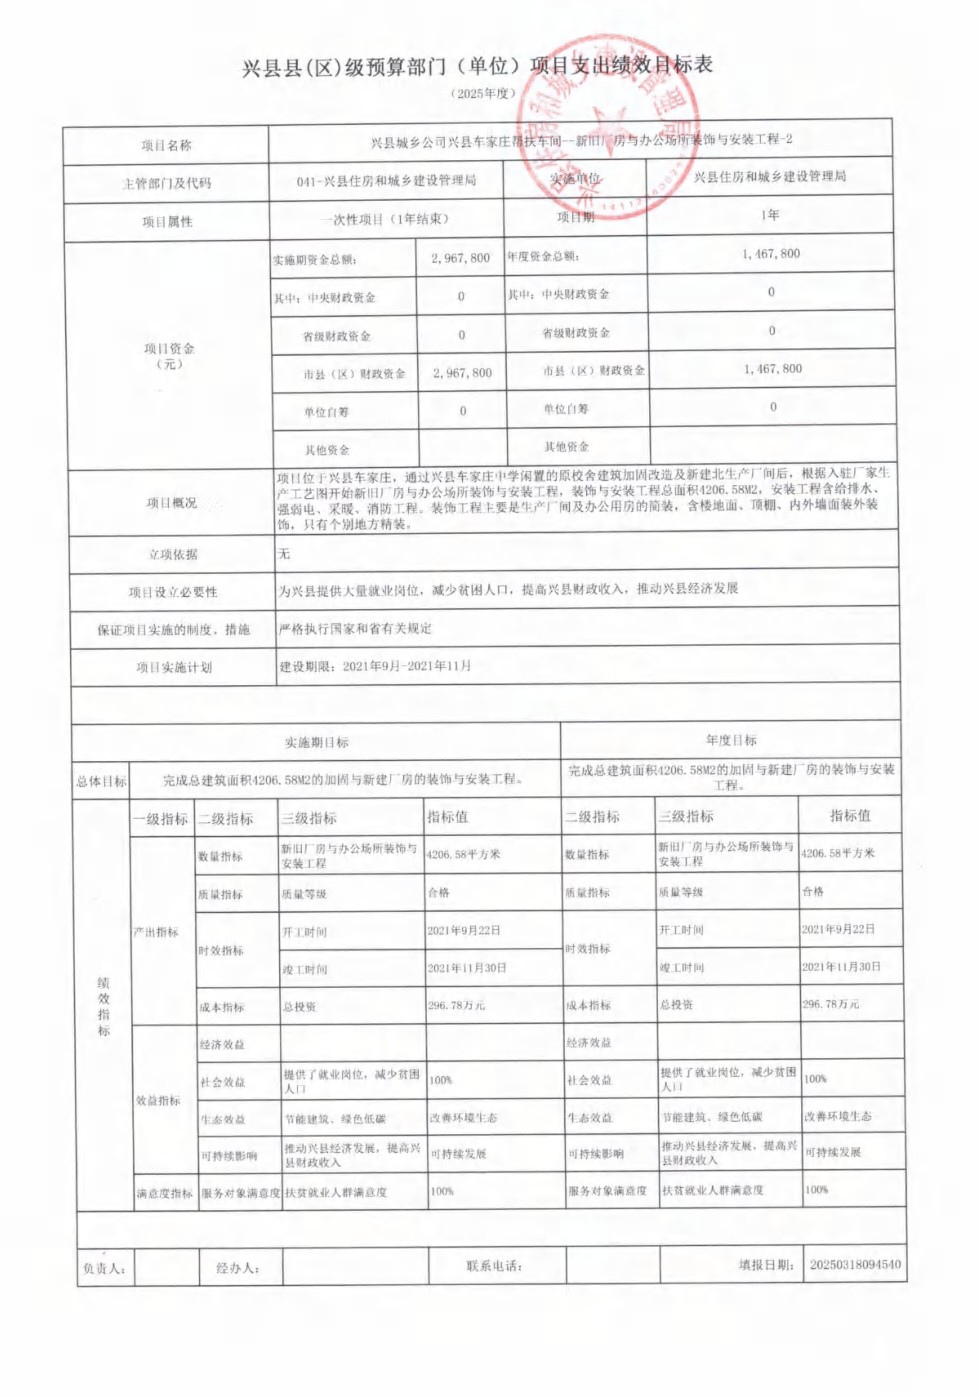 兴县县(区)级预算部门（单位）项目支出绩效目标表
（2025年度）
项目名称 兴县城乡公司兴县车家庄帮扶车间--新旧厂房与办公场所装饰与安装工程-2
主管部门及代码 041-兴县住房和城乡建设管理局 实施单位 兴县住房和城乡建设管理局
项目属性 一次性项目（1年结束） 项目期 1年
项目资金
（元）
实施期资金总额： 2,967,800 年度资金总额： 1,467,800
其中：中央财政资金 0 其中：中央财政资金 0
省级财政资金 0 省级财政资金 0
市县（区）财政资金 2,967,800 市县（区）财政资金 1,467,800
单位自筹 0 单位自筹 0
其他资金 其他资金
项目概况
项目位于兴县车家庄，通过兴县车家庄中学闲置的原校舍建筑加固改造及新建北生产厂间后，根据入驻厂家生
产工艺图开始新旧厂房与办公场所装饰与安装工程，装饰与安装工程总面积4206.58M2，安装工程含给排水、
强弱电、采暖、消防工程。装饰工程主要是生产厂间及办公用房的简装，含楼地面、顶棚、内外墙面装外装
饰，只有个别地方精装。
立项依据 无
项目设立必要性 为兴县提供大量就业岗位，减少贫困人口，提高兴县财政收入，推动兴县经济发展
保证项目实施的制度、措施 严格执行国家和省有关规定
项目实施计划 建设期限：2021年9月-2021年11月
实施期目标 年度目标
总体目标 完成总建筑面积4206.58M2的加固与新建厂房的装饰与安装工程。 完成总建筑面积4206.58M2的加固与新建厂房的装饰与安装
工程。
绩效指标
一级指标 二级指标 三级指标 指标值 二级指标 三级指标 指标值
产出指标
数量指标 新旧厂房与办公场所装饰与
安装工程 4206.58平方米 数量指标 新旧厂房与办公场所装饰与
安装工程 4206.58平方米
质量指标 质量等级 合格 质量指标 质量等级 合格
时效指标 开工时间 2021年9月22日 时效指标 开工时间 2021年9月22日
竣工时间 2021年11月30日 竣工时间 2021年11月30日
成本指标 总投资 296.78万元 成本指标 总投资 296.78万元
效益指标
经济效益 经济效益
社会效益 提供了就业岗位，减少贫困
人口 100% 社会效益 提供了就业岗位，减少贫困
人口 100%
生态效益 节能建筑、绿色低碳 改善环境生态 生态效益 节能建筑、绿色低碳 改善环境生态
可持续影响 推动兴县经济发展，提高兴
县财政收入 可持续发展 可持续影响 推动兴县经济发展、提高兴
县财政收入 可持续发展
满意度指标 服务对象满意度 扶贫就业人群满意度 100% 服务对象满意度 扶贫就业人群满意度 100%
负责人： 经办人： 联系电话： 填报日期： 20250318094540